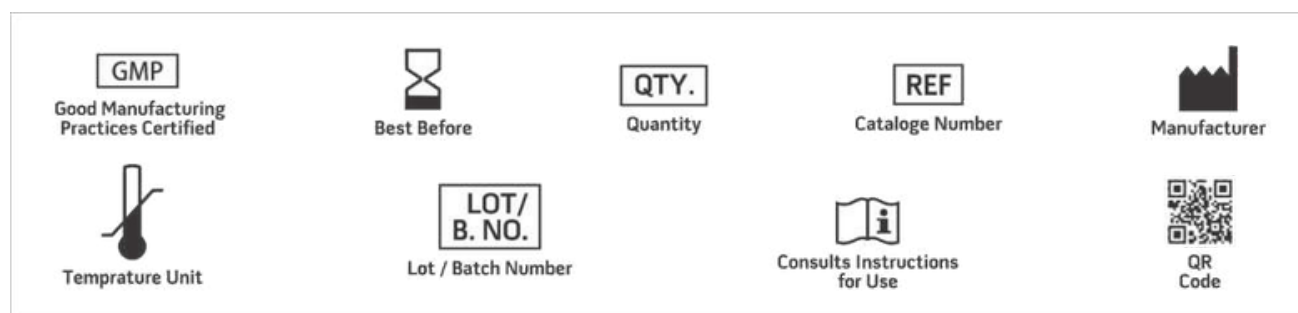 GMP
Good Manufacturing
Practices Certified
Best Before
QTY.
Quantity
REF
Cataloge Number
Manufacturer
Temprature Unit
LOT/
B. NO.
Lot / Batch Number
i
Consults Instructions
for Use
QR
Code